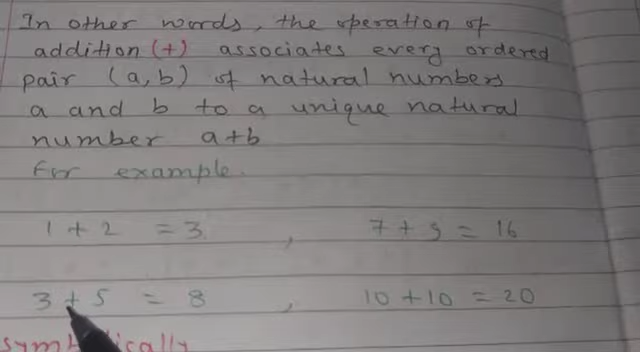 In other words, the operation of
addition (+) associates every ordered
pair (a, b) of natural numbers
a and b to a unique natural
number a+b
For example.
1 + 2 = 3 , 7 + 9 = 16
3 + 5 = 8 , 10 + 10 = 20